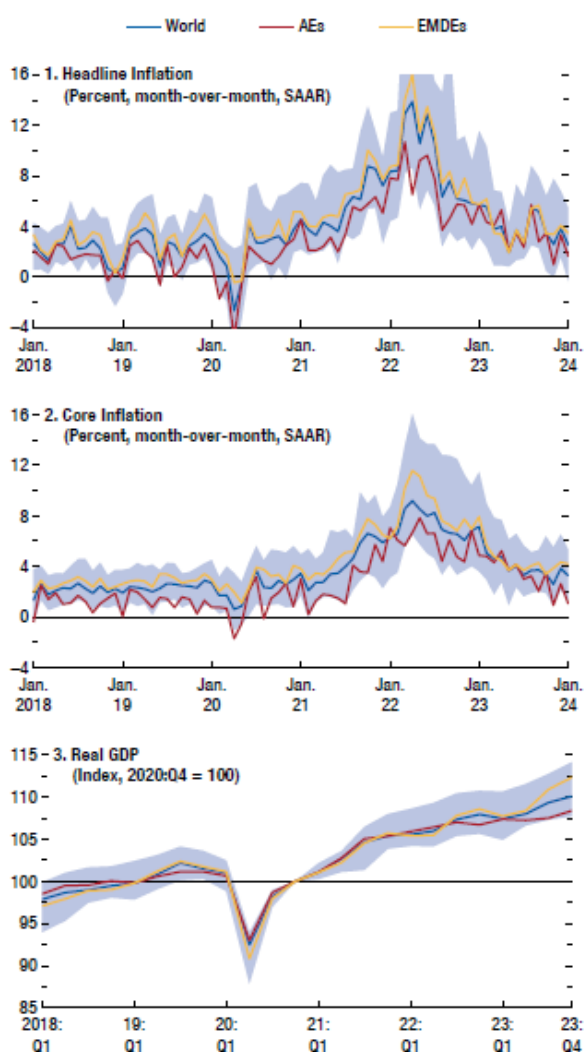 World AEs EMDEs
1. Headline Inflation
(Percent, month-over-month, SAAR)
16
12
8
4
0
–4
Jan. Jan. Jan. Jan. Jan. Jan. Jan.
2018 19 20 21 22 23 24
2. Core Inflation
(Percent, month-over-month, SAAR)
16
12
8
4
0
–4
Jan. Jan. Jan. Jan. Jan. Jan. Jan.
2018 19 20 21 22 23 24
3. Real GDP
(Index, 2020:Q4 = 100)
115
110
105
100
95
90
85
2018: 19: 20: 21: 22: 23: 23:
Q1 Q1 Q1 Q1 Q1 Q1 Q4